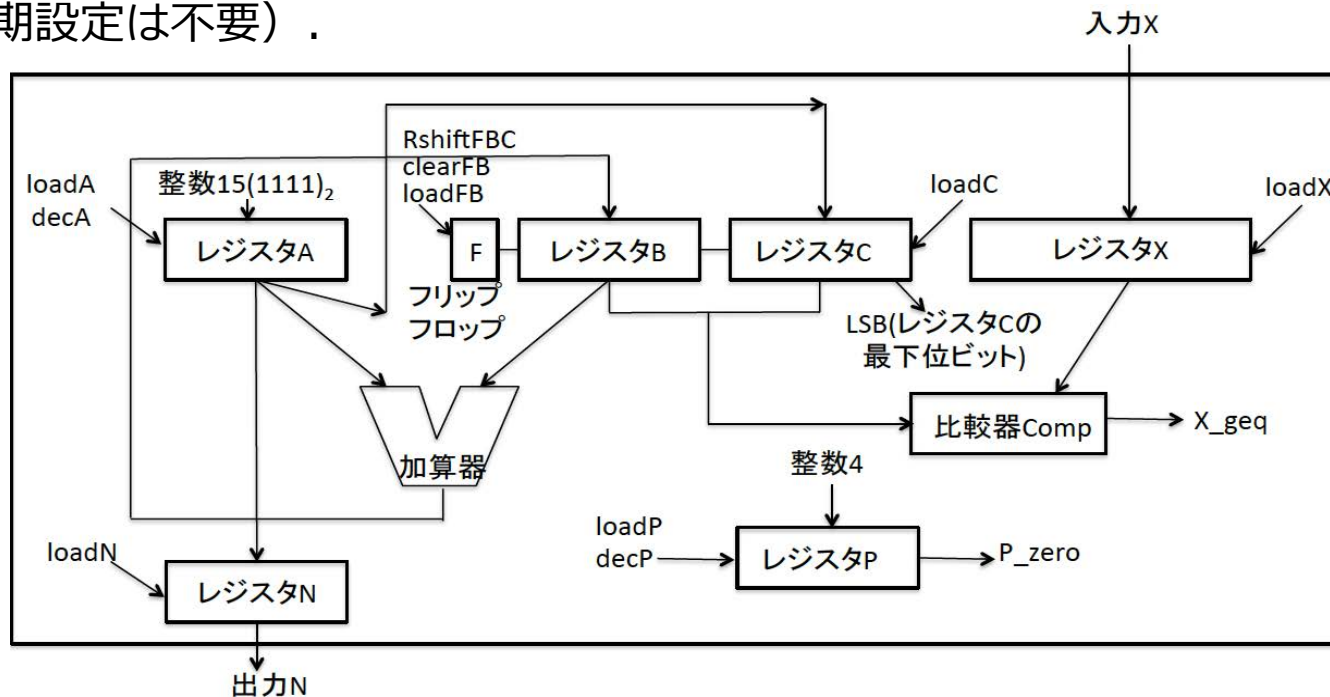 期設定は不要）.
入力X
RshiftFBC
clearFB
loadFB
loadA
decA
整数15(1111)₂
loadC
loadX
レジスタA
F
レジスタB
レジスタC
レジスタX
フリップ
フロップ
LSB(レジスタCの
最下位ビット)
加算器
比較器Comp
X_geq
整数4
loadP
decP
レジスタP
P_zero
loadN
レジスタN
出力N